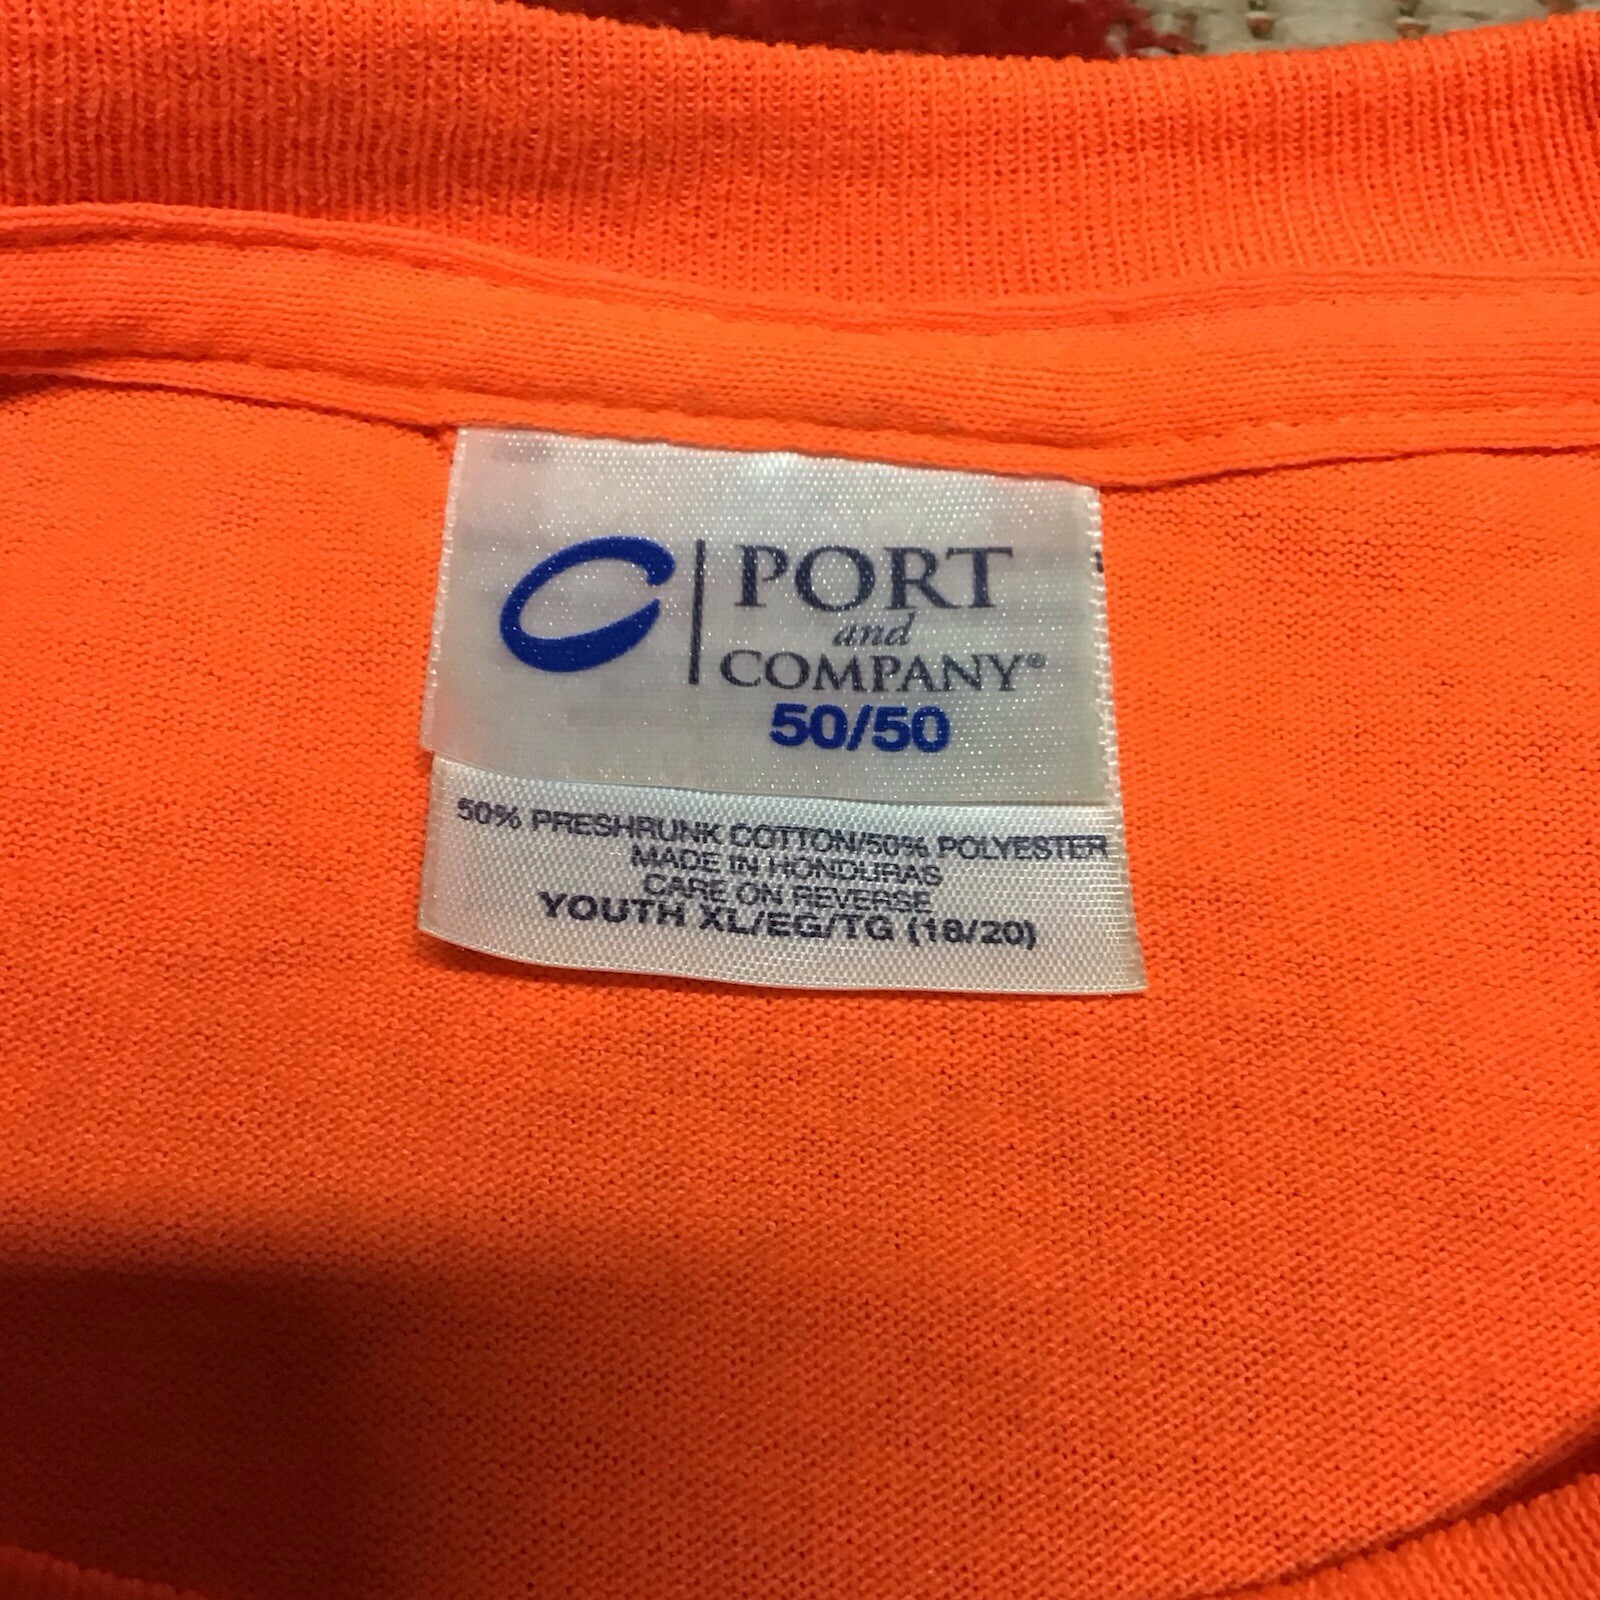 PORT
and
COMPANY®
50/50
50% PRESHRUNK COTTON/50% POLYESTER
MADE IN HONDURAS
CARE ON REVERSE
YOUTH XL/EG/TG (18/20)